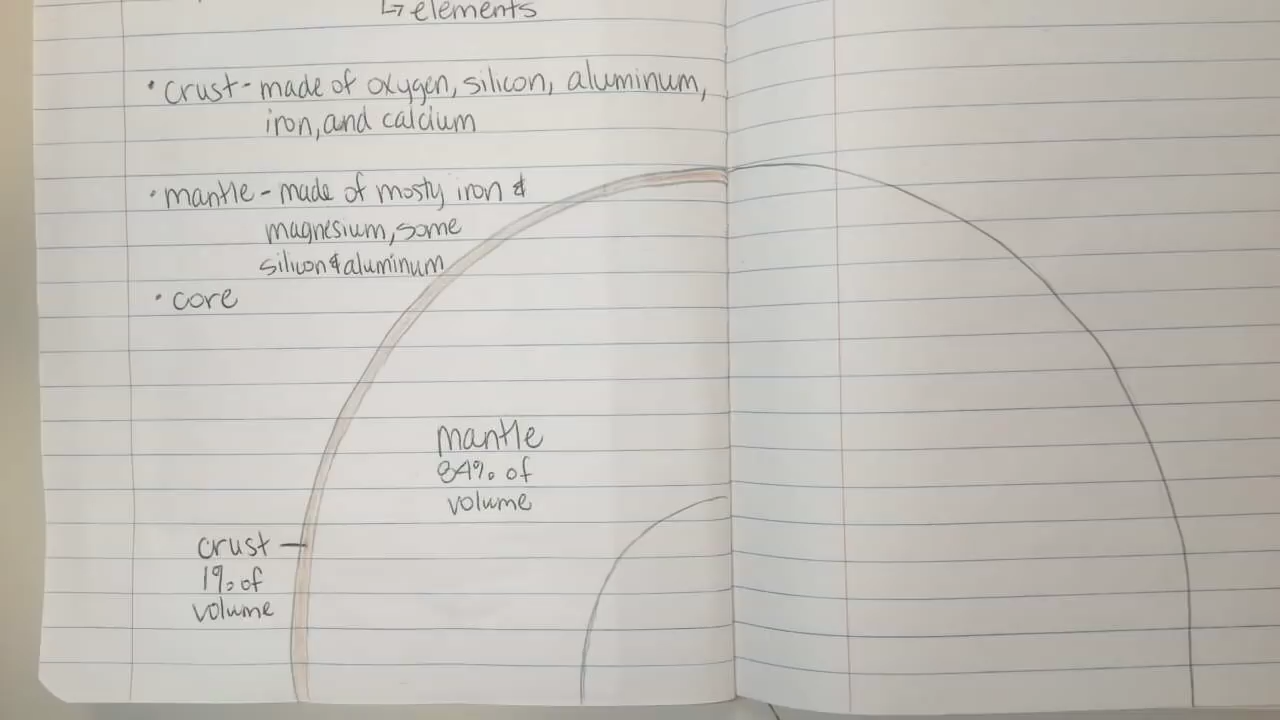 ↳ elements
• crust - made of oxygen, silicon, aluminum,
iron, and calcium
• mantle - made of mosty iron &
magnesium, some
silicon & aluminum
• core
mantle
84% of
volume
crust
1% of
volume